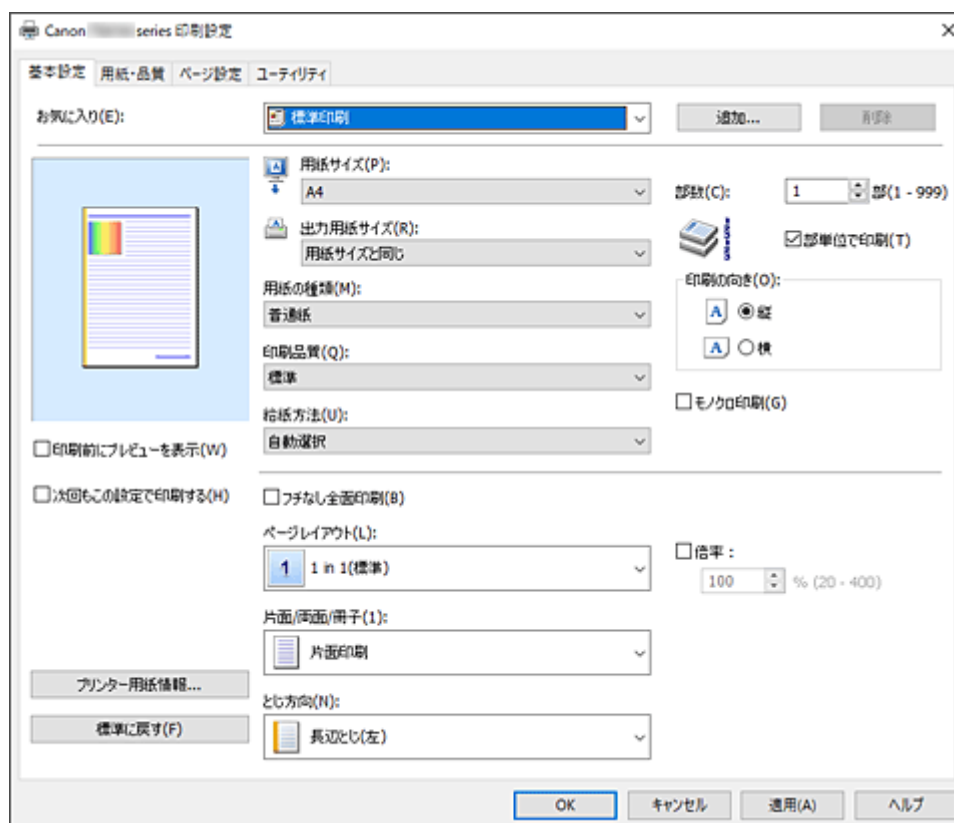 Canon series 印刷設定
基本設定 用紙・品質 ページ設定 ユーティリティ
お気に入り(E): 標準印刷 追加... 削除
用紙サイズ(P):
A4
部数(C): 1 部(1 - 999)
出力用紙サイズ(R):
用紙サイズと同じ
部単位で印刷(T)
用紙の種類(M):
普通紙
印刷の向き(O):
A 縦
A 横
印刷品質(Q):
標準
モノクロ印刷(G)
給紙方法(U):
自動選択
印刷前にプレビューを表示(W)
次回もこの設定で印刷する(H)
フチなし全面印刷(B)
ページレイアウト(L):
1 1 in 1(標準)
倍率:
100 % (20 - 400)
片面/両面/冊子(1):
片面印刷
プリンター用紙情報...
とじ方向(N):
標準に戻す(F)
長辺とじ(左)
OK キャンセル 適用(A) ヘルプ